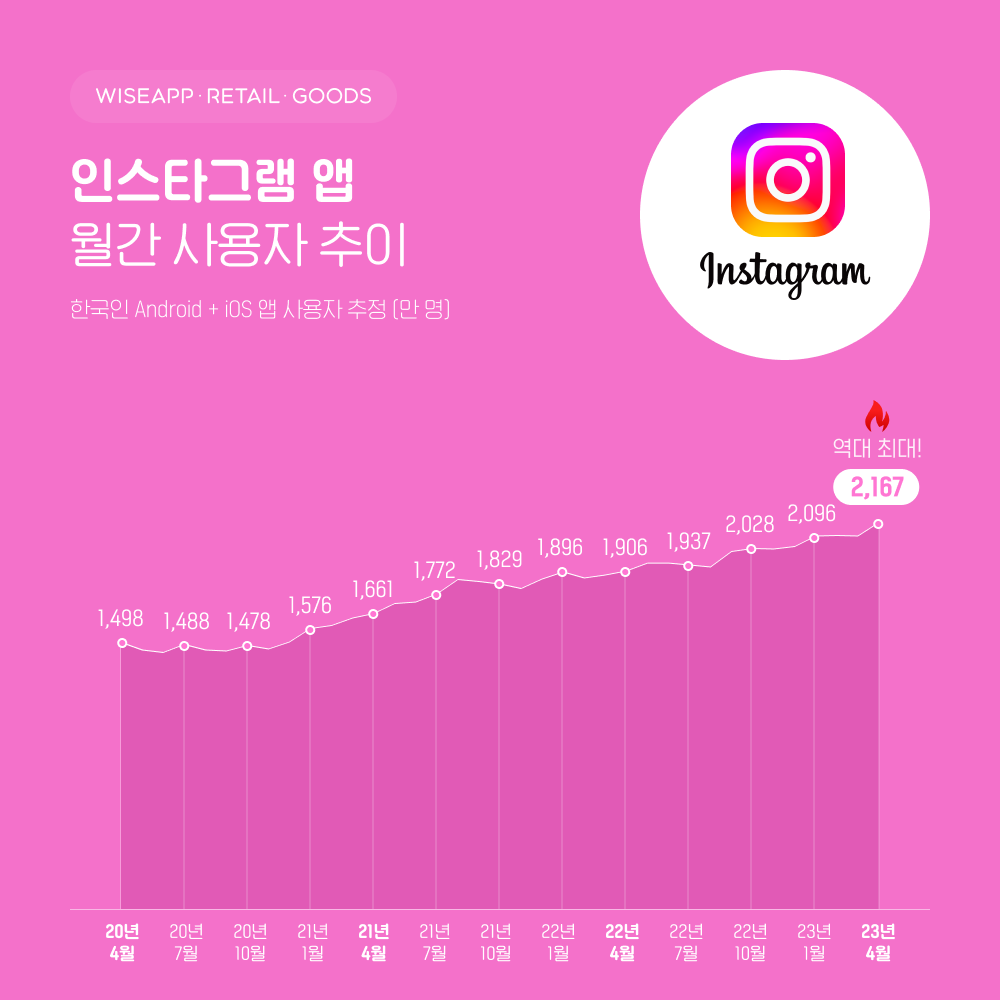 WISEAPP · RETAIL · GOODS
인스타그램 앱
월간 사용자 추이
한국인 Android + iOS 앱 사용자 추정 (만 명)
Instagram
역대 최대!
2,167
1,498
1,488
1,478
1,576
1,661
1,772
1,829
1,896
1,906
1,937
2,028
2,096
20년 4월
20년 7월
20년 10월
21년 1월
21년 4월
21년 7월
21년 10월
22년 1월
22년 4월
22년 7월
22년 10월
23년 1월
23년 4월